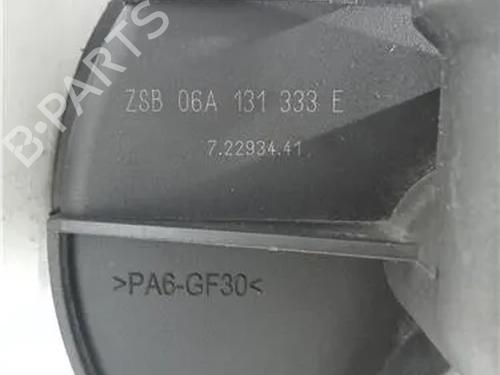 B-PARTS
ZSB 06A 131 333 E
7.22934.41
>PA6-GF30<